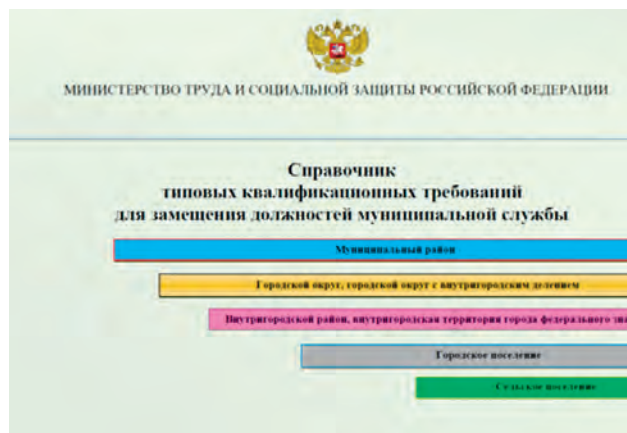 МИНИСТЕРСТВО ТРУДА И СОЦИАЛЬНОЙ ЗАЩИТЫ РОССИЙСКОЙ ФЕДЕРАЦИИ
Справочник
типовых квалификационных требований
для замещения должностей муниципальной службы
Муниципальный район
Городской округ, городской округ с внутригородским делением
Внутригородской район, внутригородская территория города федерального
Городское поселение
Сельское поселение